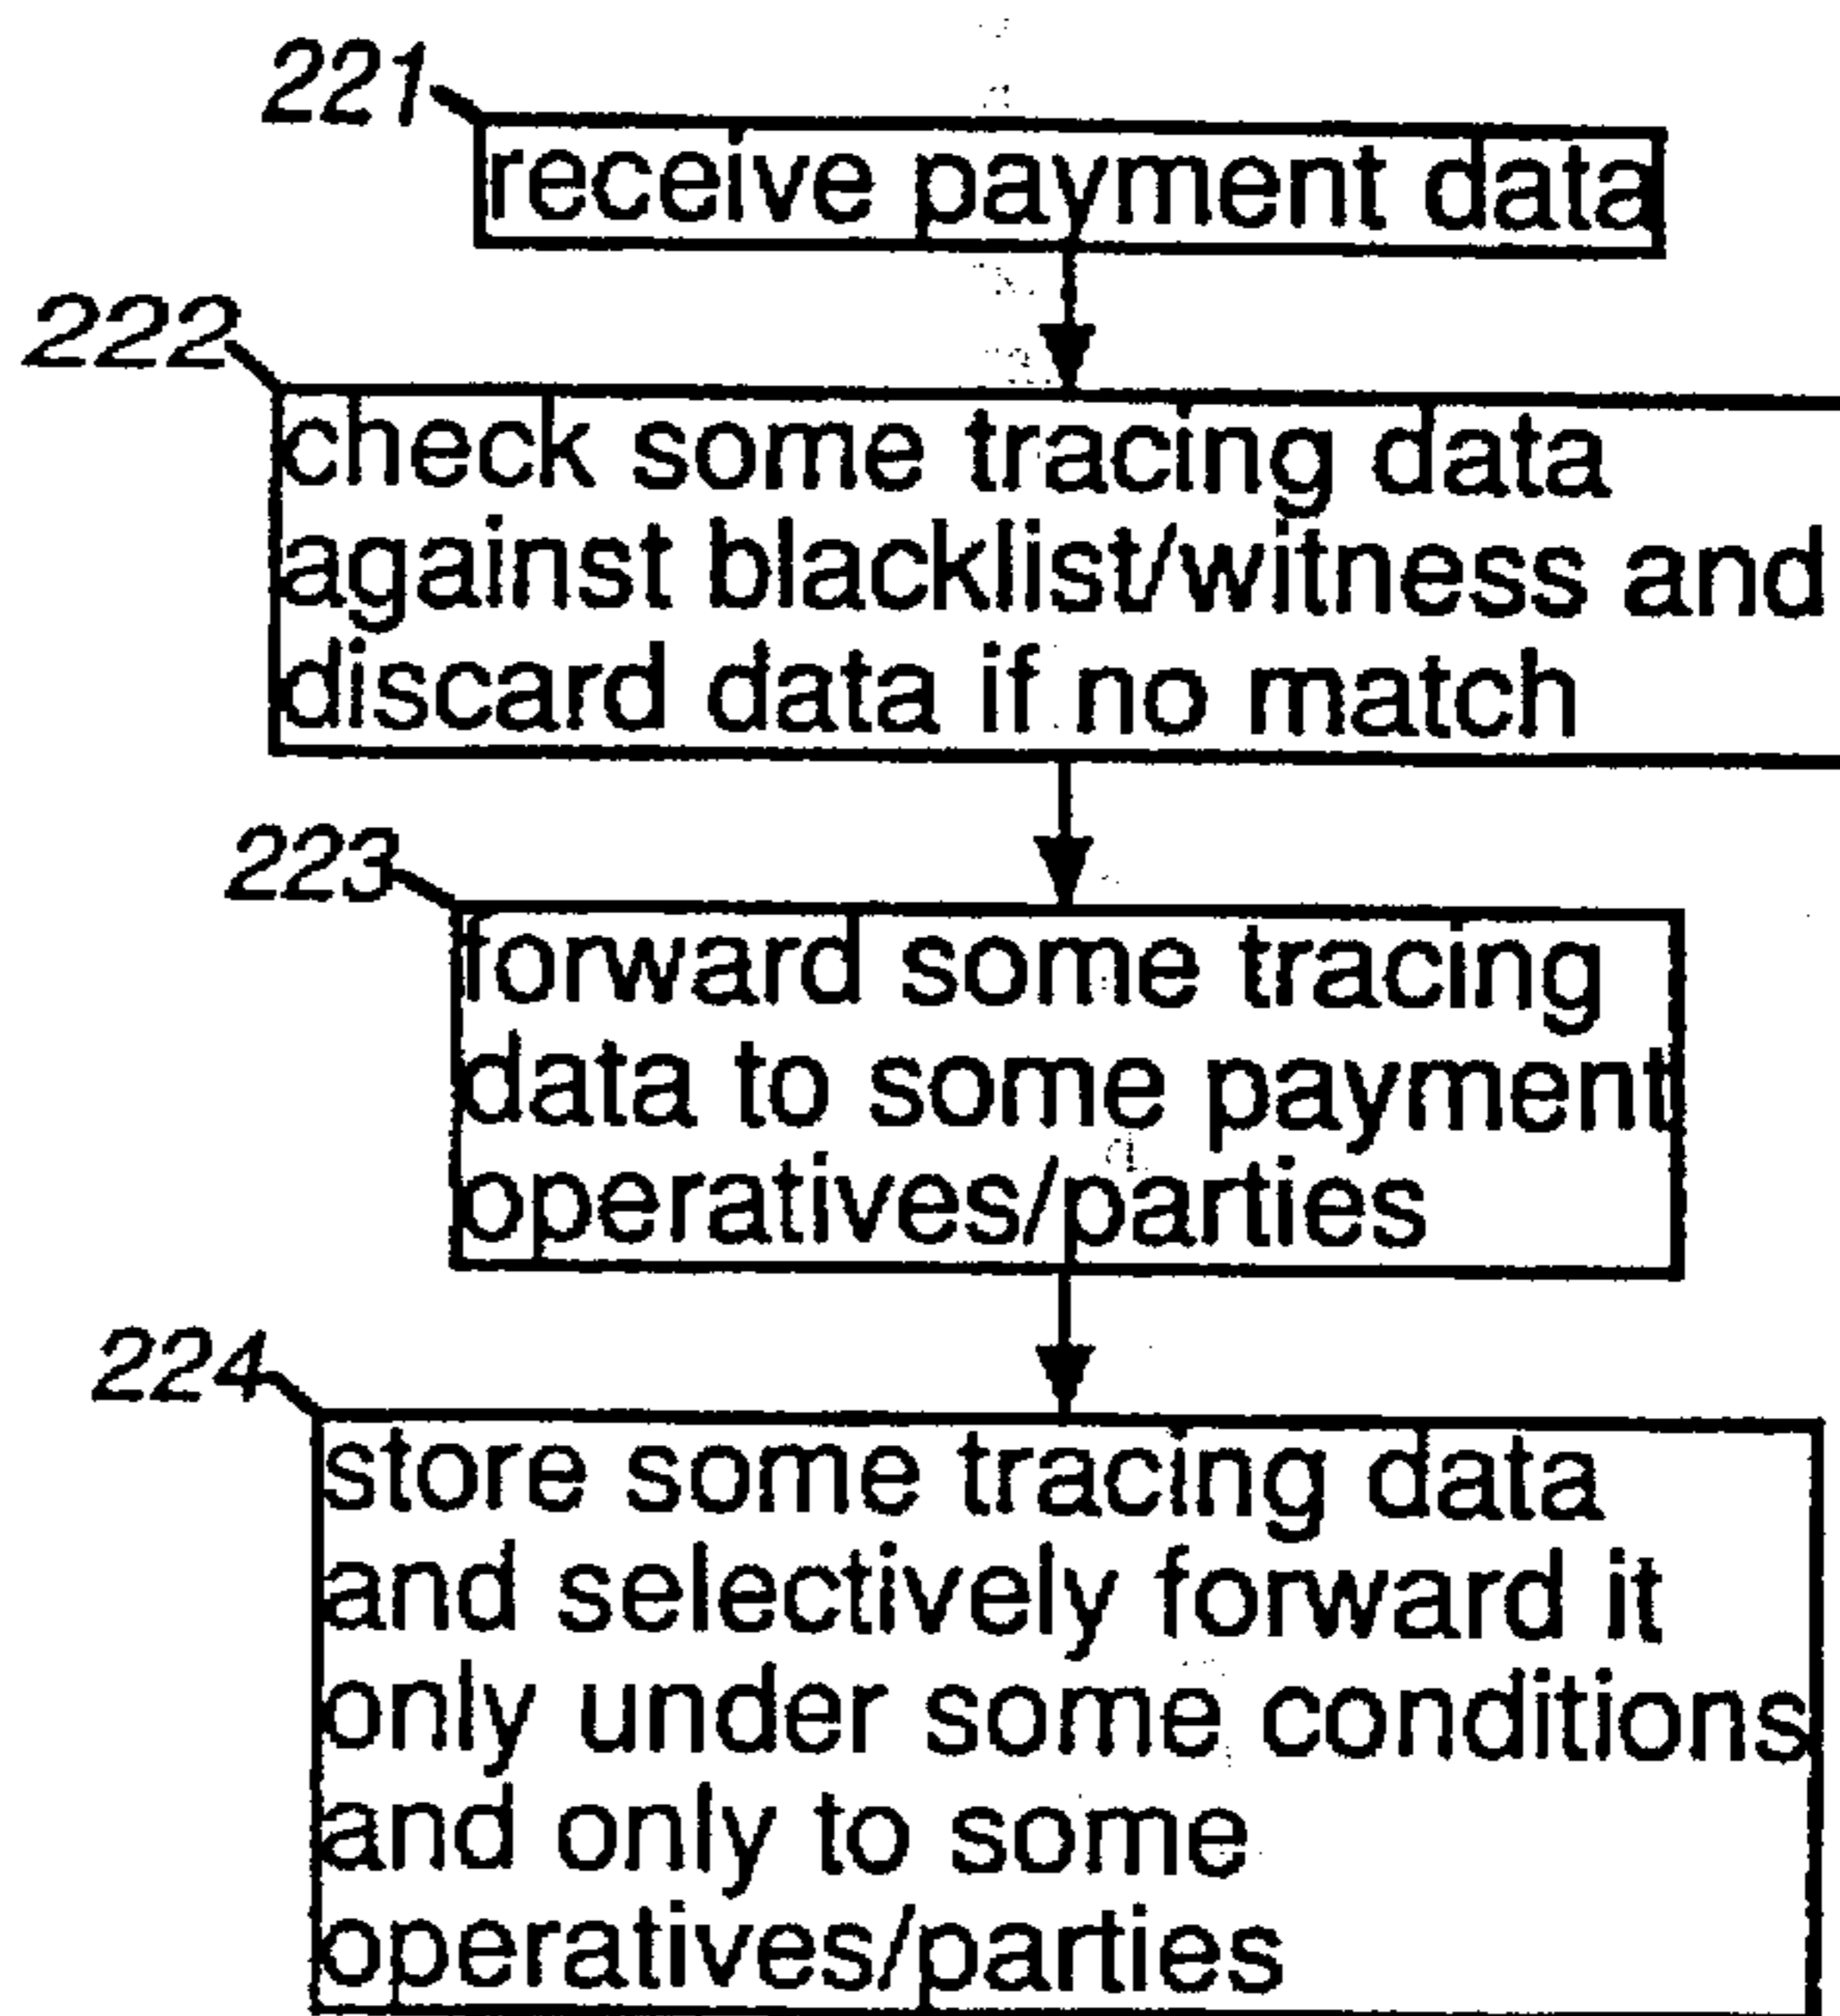 221
receive payment data
222
check some tracing data
against blacklist/witness and
discard data if no match
223
forward some tracing
data to some payment
operatives/parties
224
store some tracing data
and selectively forward it
only under some conditions
and only to some
operatives/parties